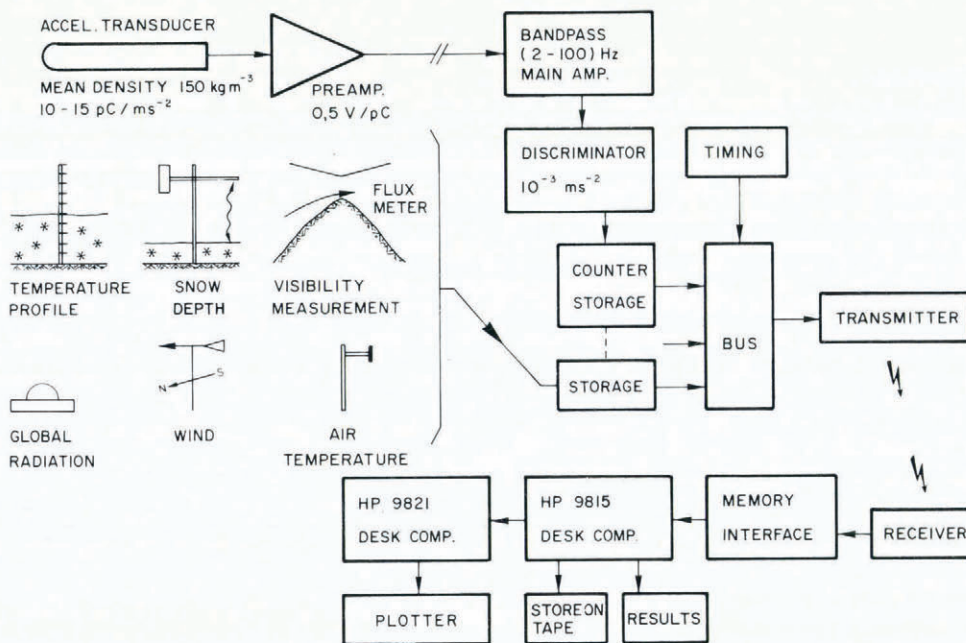 ACCEL. TRANSDUCER
MEAN DENSITY 150 kg m⁻³
10 - 15 pC / ms⁻²
PREAMP.
0,5 V / pC
BANDPASS
( 2 - 100 ) Hz
MAIN AMP.
DISCRIMINATOR
10⁻³ ms⁻²
TIMING
FLUX
METER
TEMPERATURE
PROFILE
SNOW
DEPTH
VISIBILITY
MEASUREMENT
COUNTER
STORAGE
BUS
TRANSMITTER
STORAGE
N
S
GLOBAL
RADIATION
WIND
AIR
TEMPERATURE
HP 9821
DESK COMP.
HP 9815
DESK COMP.
MEMORY
INTERFACE
RECEIVER
PLOTTER
STOREON
TAPE
RESULTS